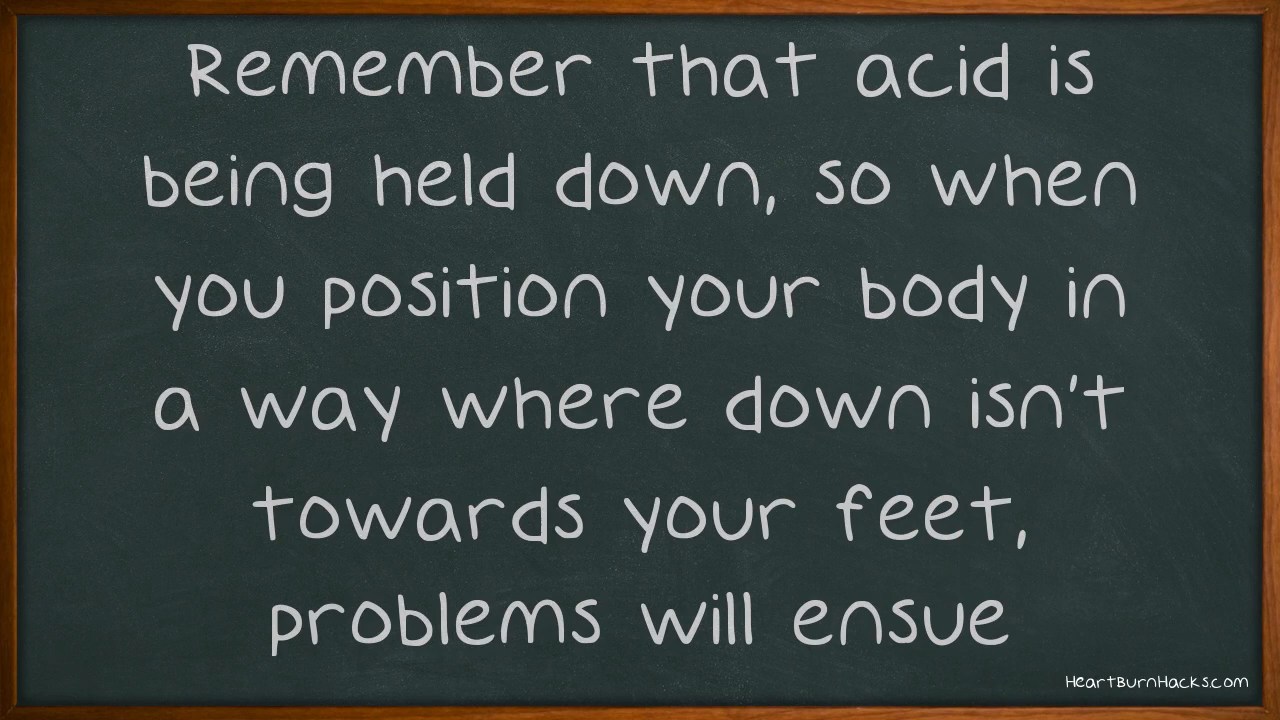 Remember that acid is
being held down, so when
you position your body in
a way where down isn't
towards your feet,
problems will ensue
HeartBurnHacks.com